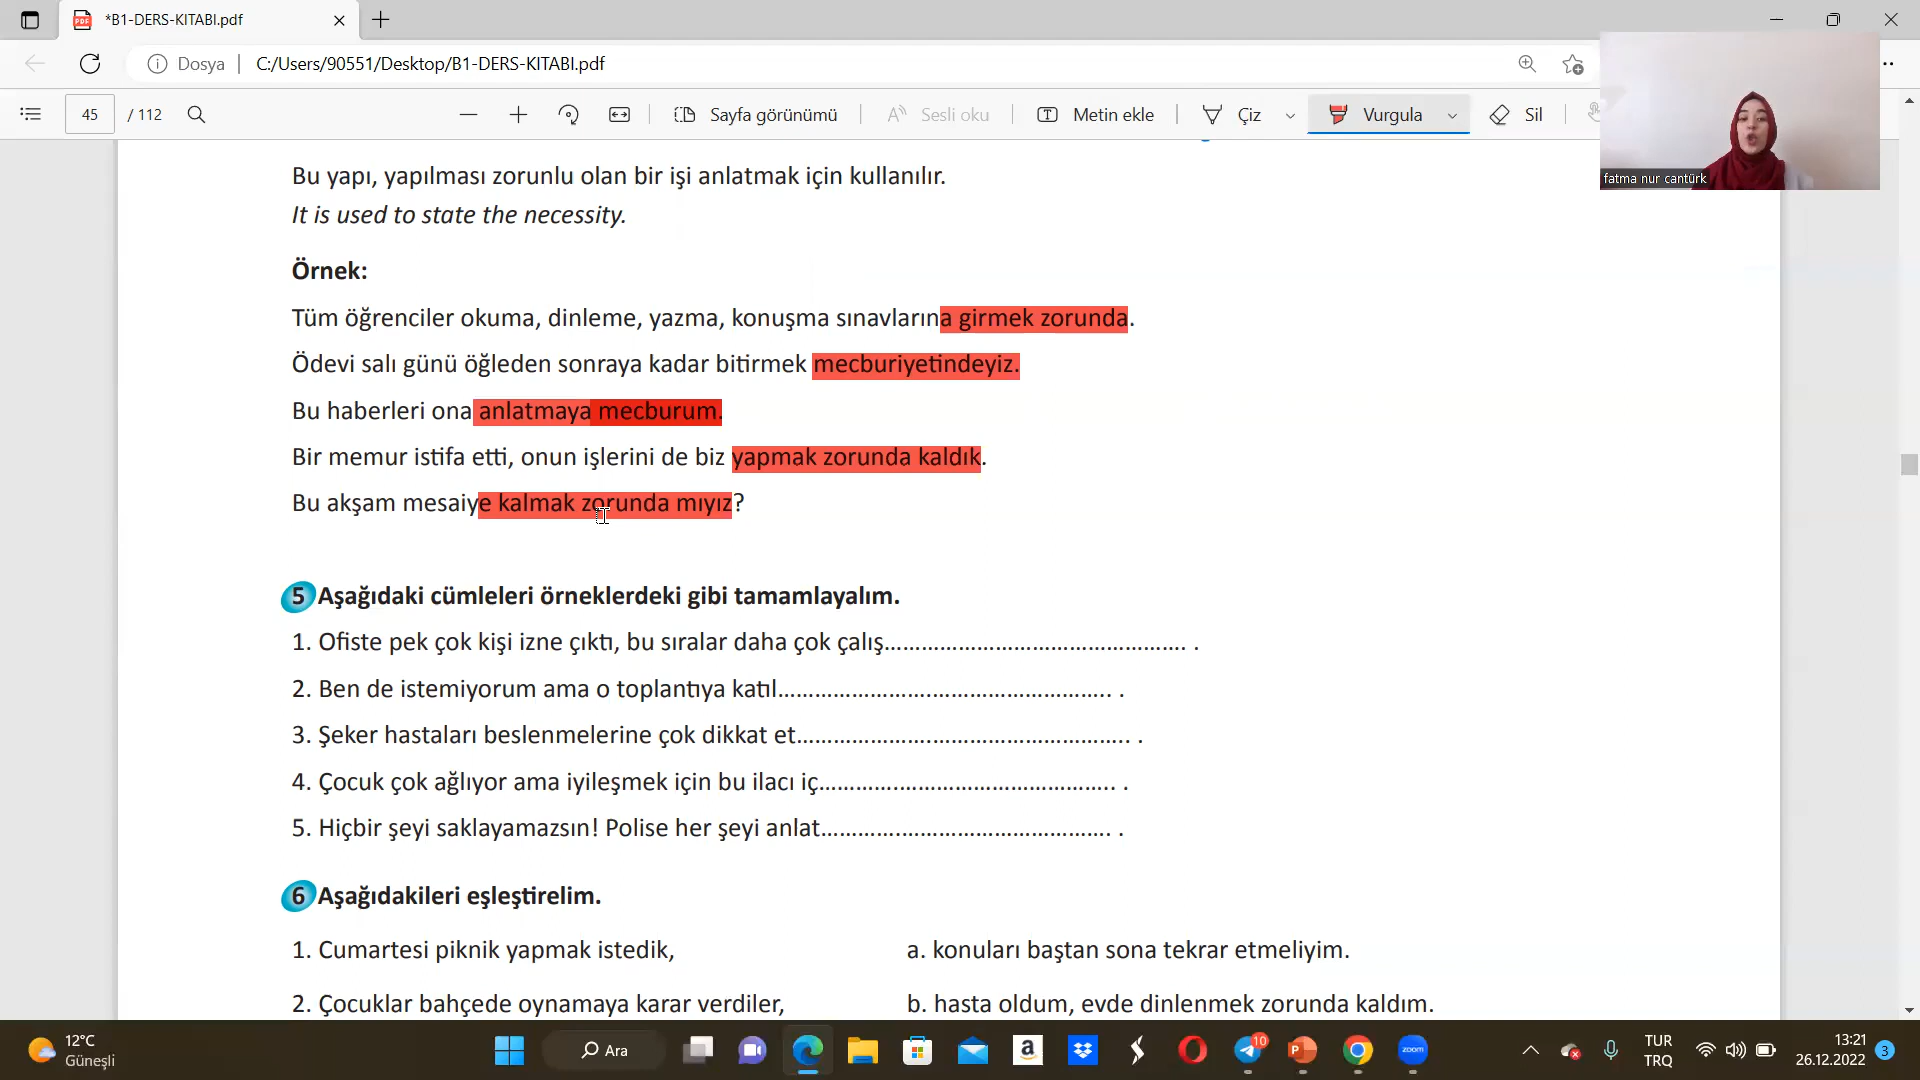 *B1-DERS-KITABI.pdf
Dosya C:/Users/90551/Desktop/B1-DERS-KITABI.pdf
45 / 112 Sayfa görünümü Sesli oku Metin ekle Çiz Vurgula Sil
fatma nur cantürk
Bu yapı, yapılması zorunlu olan bir işi anlatmak için kullanılır.
It is used to state the necessity.
Örnek:
Tüm öğrenciler okuma, dinleme, yazma, konuşma sınavlarına girmek zorunda.
Ödevi salı günü öğleden sonraya kadar bitirmek mecburiyetindeyiz.
Bu haberleri ona anlatmaya mecburum.
Bir memur istifa etti, onun işlerini de biz yapmak zorunda kaldık.
Bu akşam mesaiye kalmak zorunda mıyız?
5 Aşağıdaki cümleleri örneklerdeki gibi tamamlayalım.
1. Ofiste pek çok kişi izne çıktı, bu sıralar daha çok çalış………………………………………… .
2. Ben de istemiyorum ama o toplantıya katıl……………………………………………… .
3. Şeker hastaları beslenmelerine çok dikkat et……………………………………………… .
4. Çocuk çok ağlıyor ama iyileşmek için bu ilacı iç………………………………………… .
5. Hiçbir şeyi saklayamazsın! Polise her şeyi anlat………………………………………… .
6 Aşağıdakileri eşleştirelim.
1. Cumartesi piknik yapmak istedik, a. konuları baştan sona tekrar etmeliyim.
2. Çocuklar bahçede oynamaya karar verdiler, b. hasta oldum, evde dinlenmek zorunda kaldım.
12°C
Güneşli
Ara
10
zoom
TUR
TRQ
13:21
26.12.2022
3